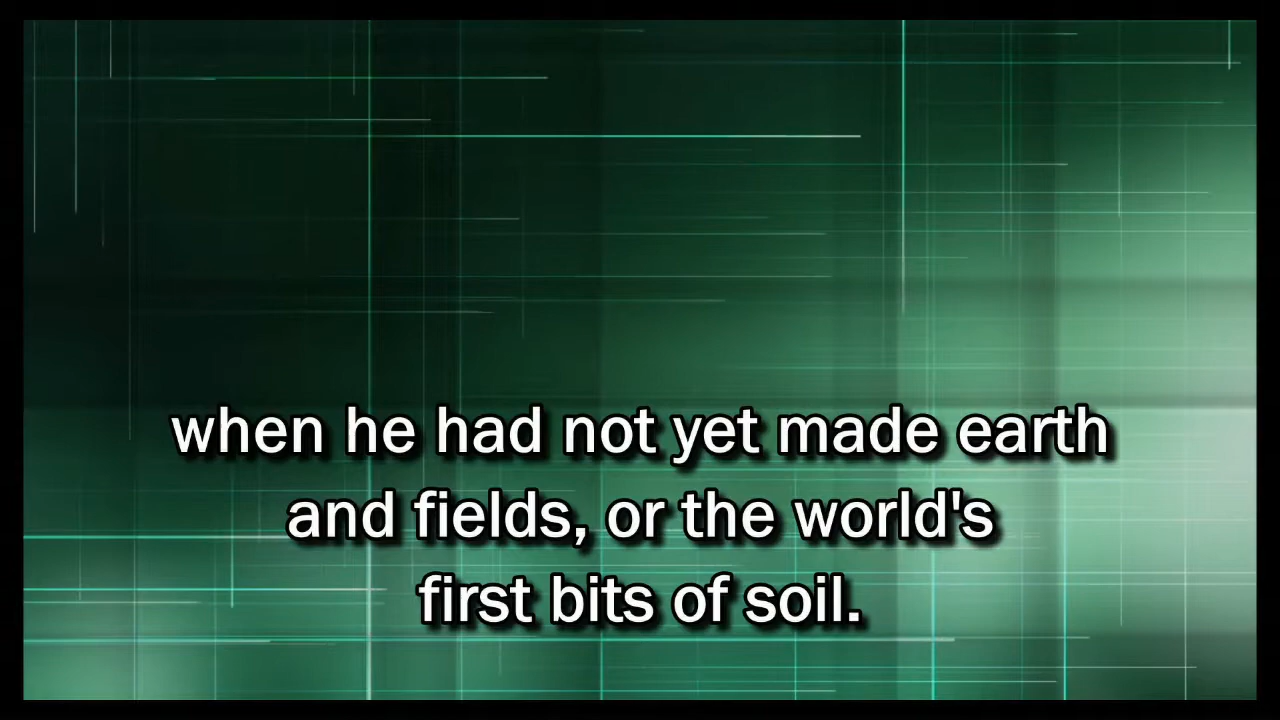 when he had not yet made earth
and fields, or the world's
first bits of soil.